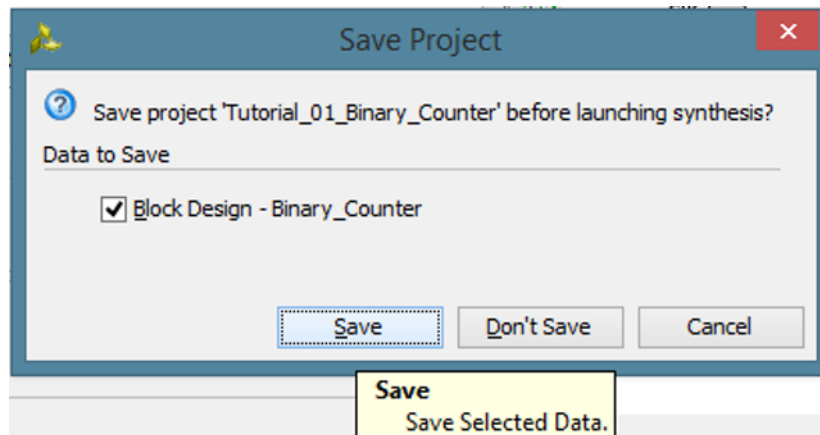 Save Project
Save project 'Tutorial_01_Binary_Counter' before launching synthesis?
Data to Save
Block Design - Binary_Counter
Save Don't Save Cancel
Save
Save Selected Data.